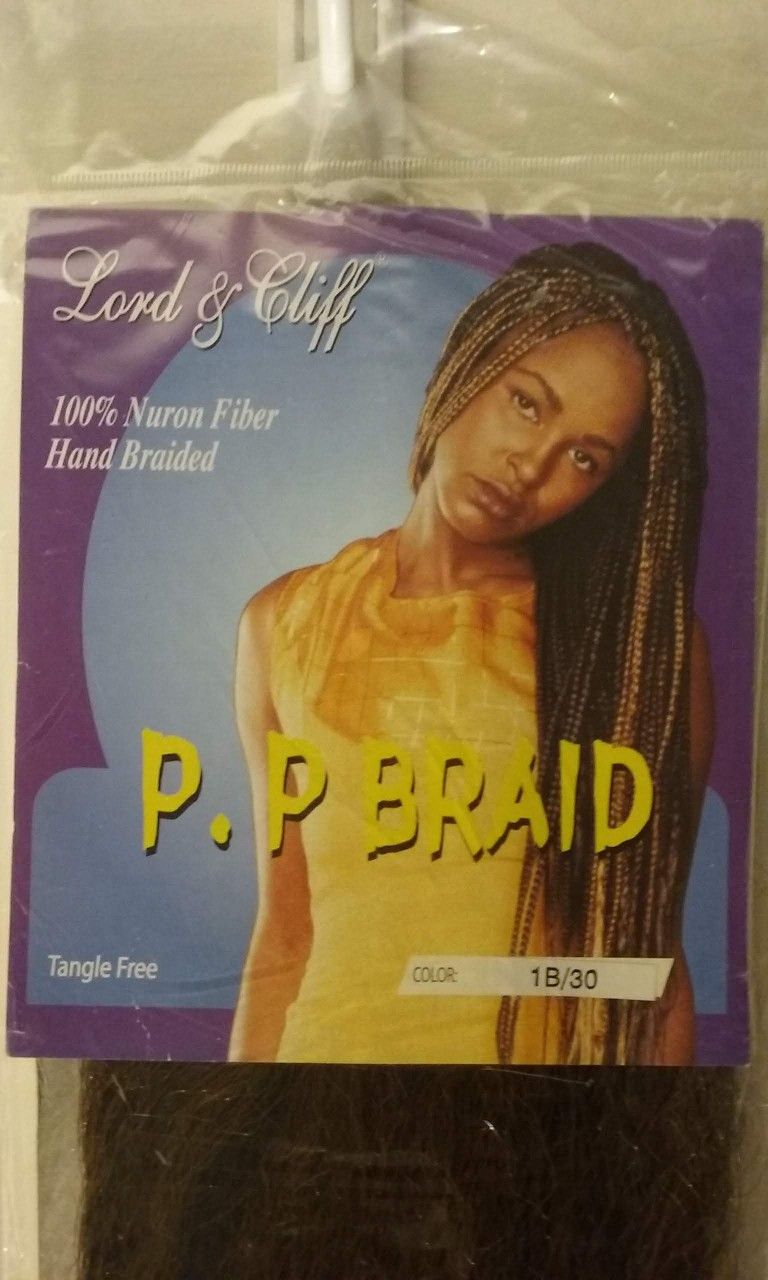 Lord & Cliff®
100% Nuron Fiber
Hand Braided
P. P BRAID
Tangle Free
COLOR: 1B/30